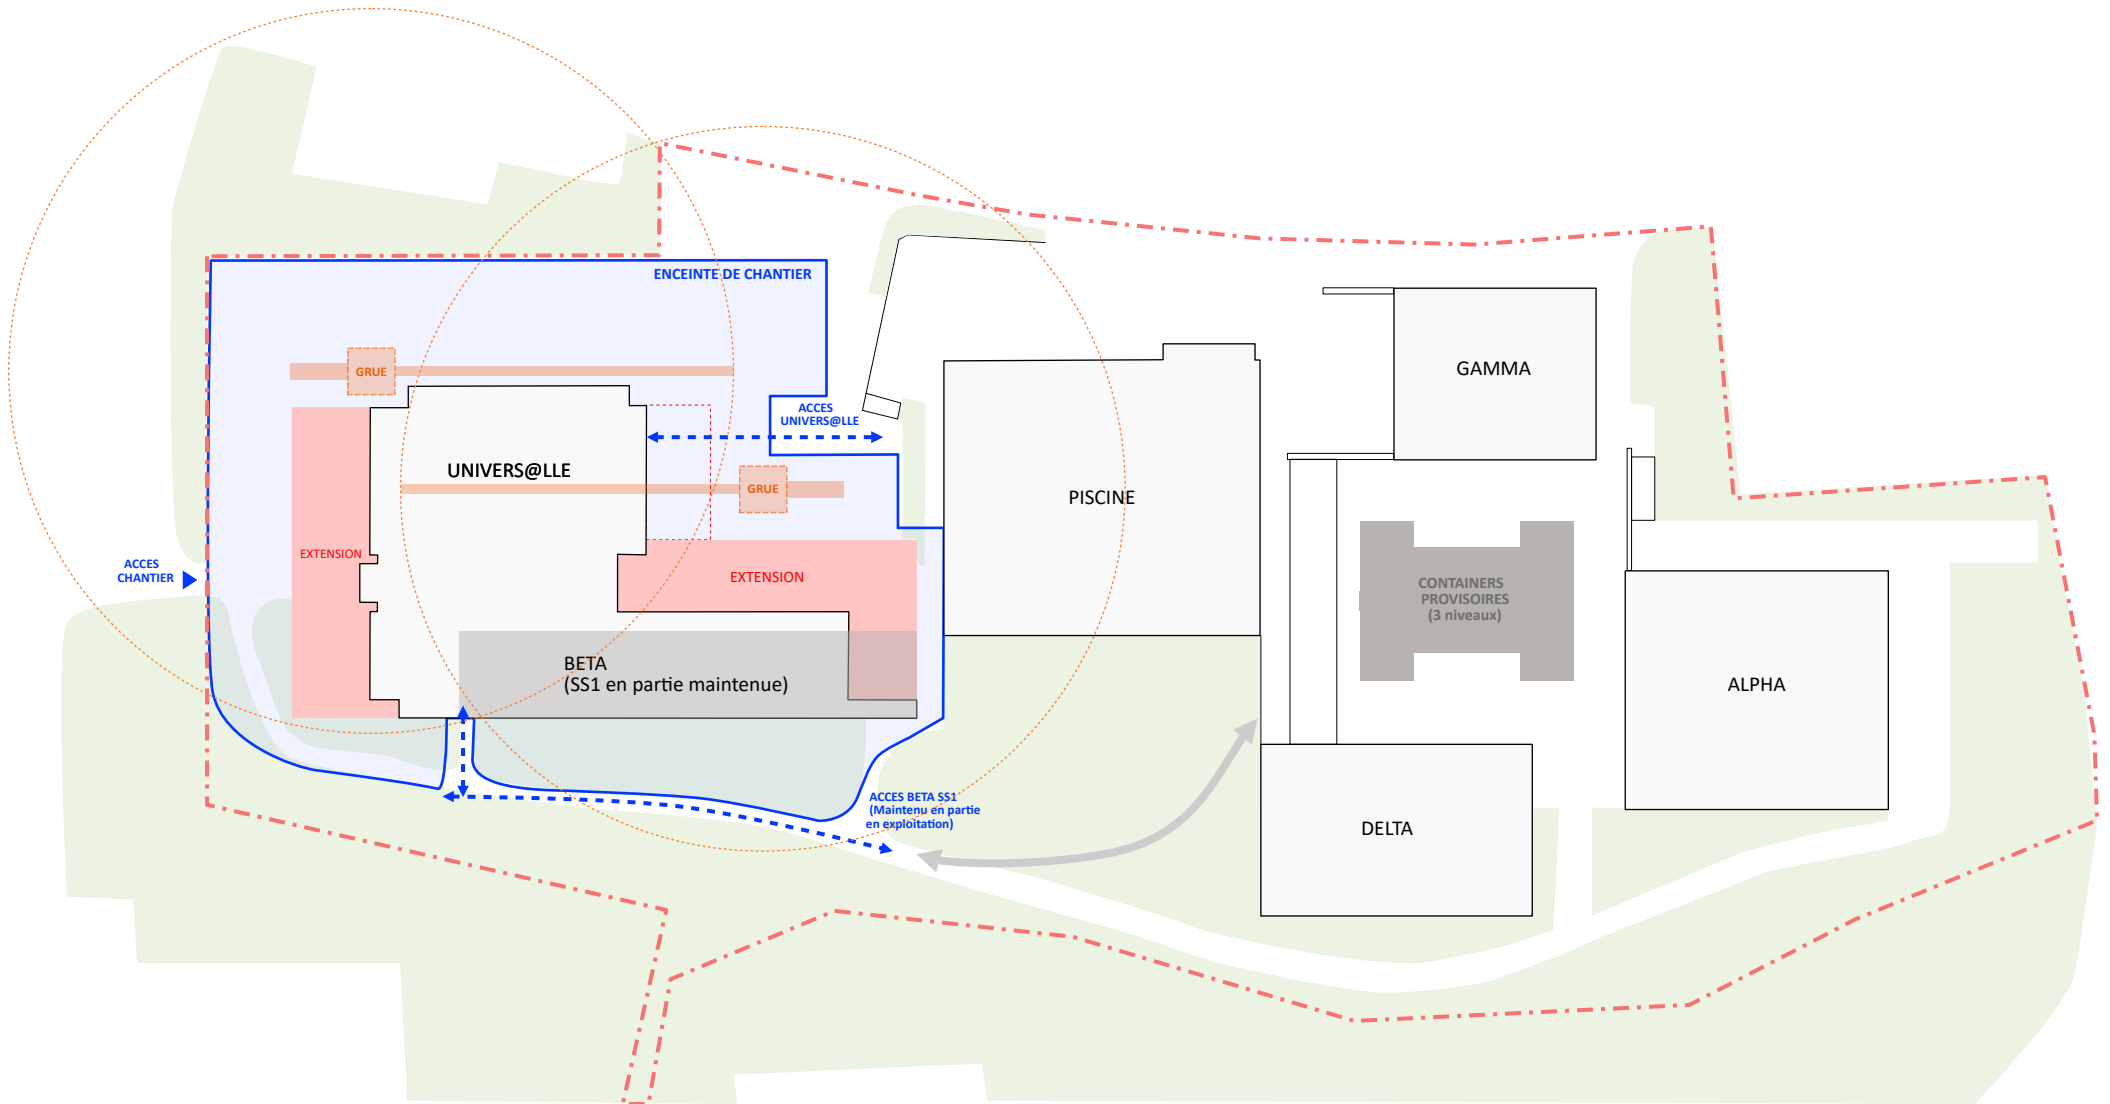 ENCEINTE DE CHANTIER
GRUE
GAMMA
ACCES
UNIVERS@LLE
UNIVERS@LLE
GRUE
PISCINE
EXTENSION
ACCES
CHANTIER
EXTENSION
CONTAINERS
PROVISOIRES
(3 niveaux)
BETA
(SS1 en partie maintenue)
ALPHA
ACCES BETA SS1
(Maintenu en partie
en exploitation)
DELTA